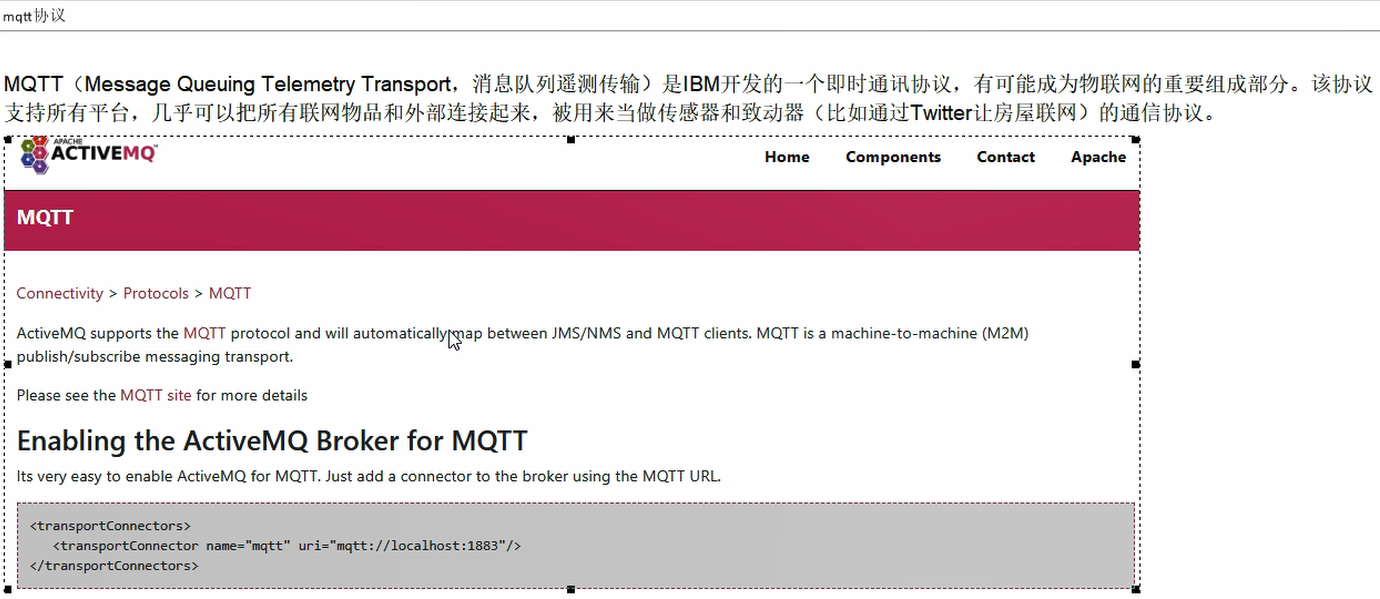 mqtt协议
MQTT（Message Queuing Telemetry Transport，消息队列遥测传输）是IBM开发的一个即时通讯协议，有可能成为物联网的重要组成部分。该协议
支持所有平台，几乎可以把所有联网物品和外部连接起来，被用来当做传感器和致动器（比如通过Twitter让房屋联网）的通信协议。
APACHE
ACTIVEMQ™
Home Components Contact Apache
MQTT
Connectivity > Protocols > MQTT
ActiveMQ supports the MQTT protocol and will automatically map between JMS/NMS and MQTT clients. MQTT is a machine-to-machine (M2M)
publish/subscribe messaging transport.
Please see the MQTT site for more details
Enabling the ActiveMQ Broker for MQTT
Its very easy to enable ActiveMQ for MQTT. Just add a connector to the broker using the MQTT URL.
<transportConnectors>
<transportConnector name="mqtt" uri="mqtt://localhost:1883"/>
</transportConnectors>